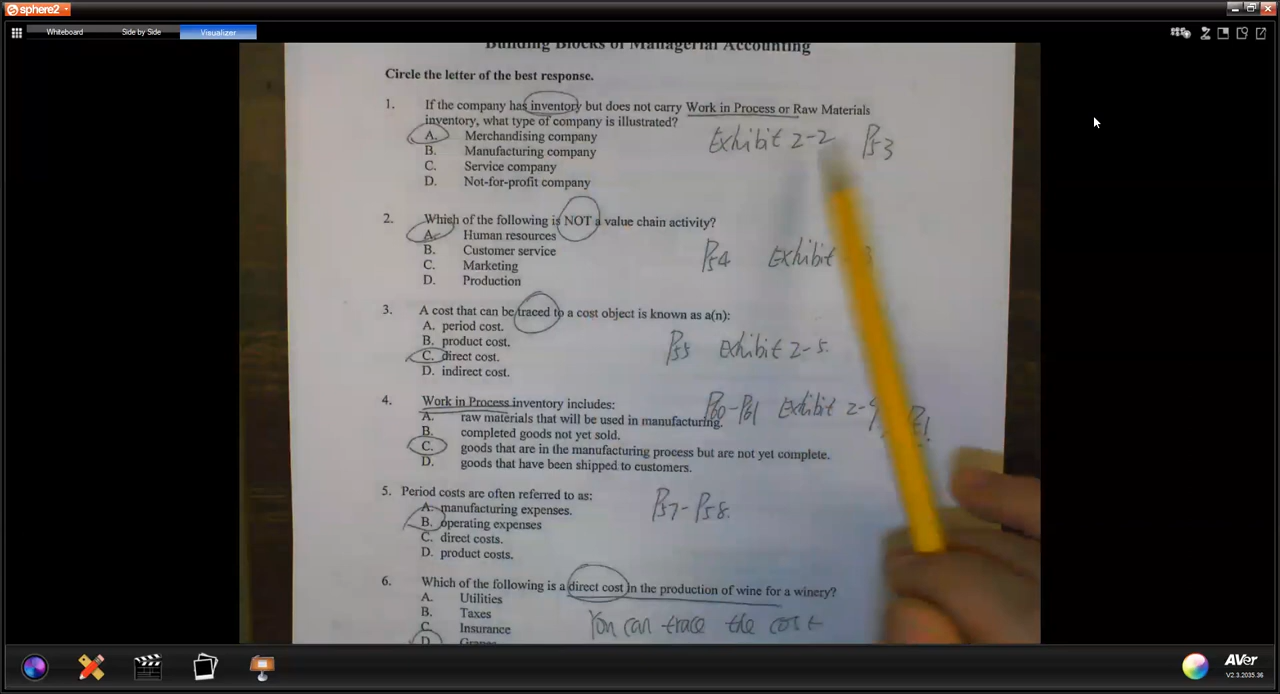 sphere2
Whiteboard
Side by Side
Visualizer
Building Blocks of Managerial Accounting
Circle the letter of the best response.
1. If the company has inventory but does not carry Work in Process or Raw Materials
inventory, what type of company is illustrated?
A. Merchandising company
Exhibit 2-2 P53
B. Manufacturing company
C. Service company
D. Not-for-profit company
2. Which of the following is NOT a value chain activity?
A. Human resources
B. Customer service
P54 Exhibit
C. Marketing
D. Production
3. A cost that can be traced to a cost object is known as a(n):
A. period cost.
B. product cost.
P55 Exhibit 2-5.
C. direct cost.
D. indirect cost.
4. Work in Process inventory includes:
P60-P61 Exhibit
A. raw materials that will be used in manufacturing.
B. completed goods not yet sold.
C. goods that are in the manufacturing process but are not yet complete.
D. goods that have been shipped to customers.
5. Period costs are often referred to as:
A. manufacturing expenses.
P57-P58.
B. operating expenses
C. direct costs.
D. product costs.
6. Which of the following is a direct cost in the production of wine for a winery?
A. Utilities
B. Taxes
C. Insurance
You can trace the cost
D. Grapes
AVer
V2.3.2035.36